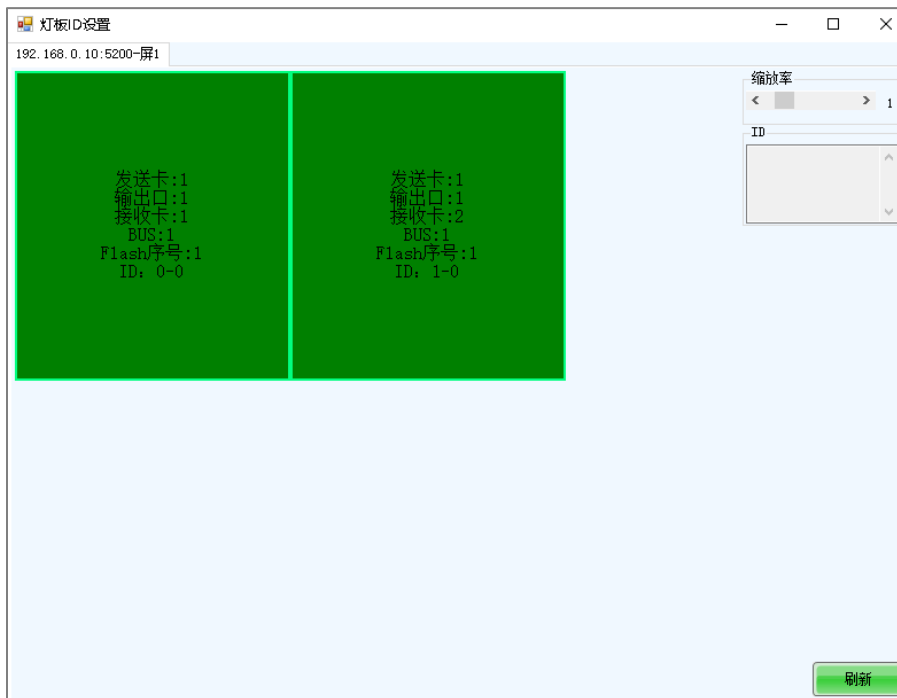 灯板ID设置
192.168.0.10:5200-屏1
缩放率
1
ID
发送卡:1
输出口:1
接收卡:1
BUS:1
Flash序号:1
ID: 0-0
发送卡:1
输出口:1
接收卡:2
BUS:1
Flash序号:1
ID: 1-0
刷新